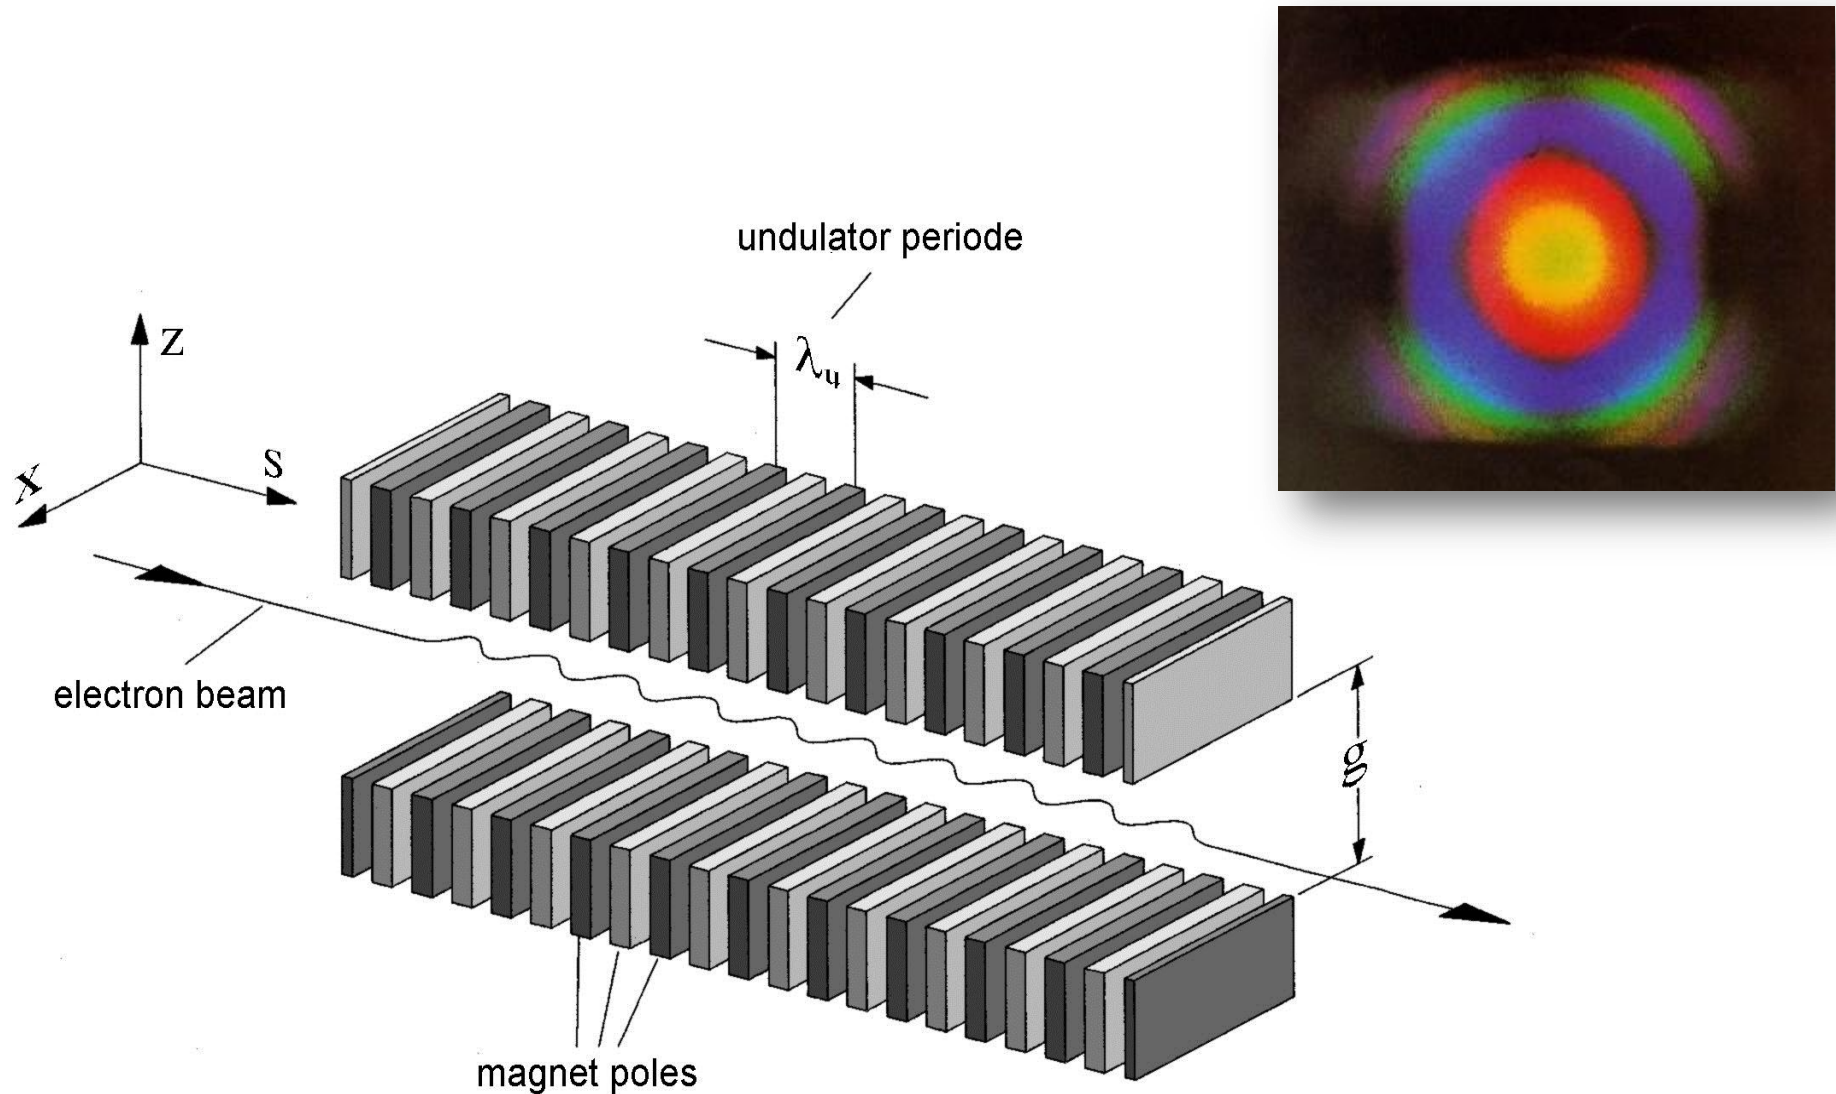 undulator periode
λu
Z
S
X
electron beam
g
magnet poles